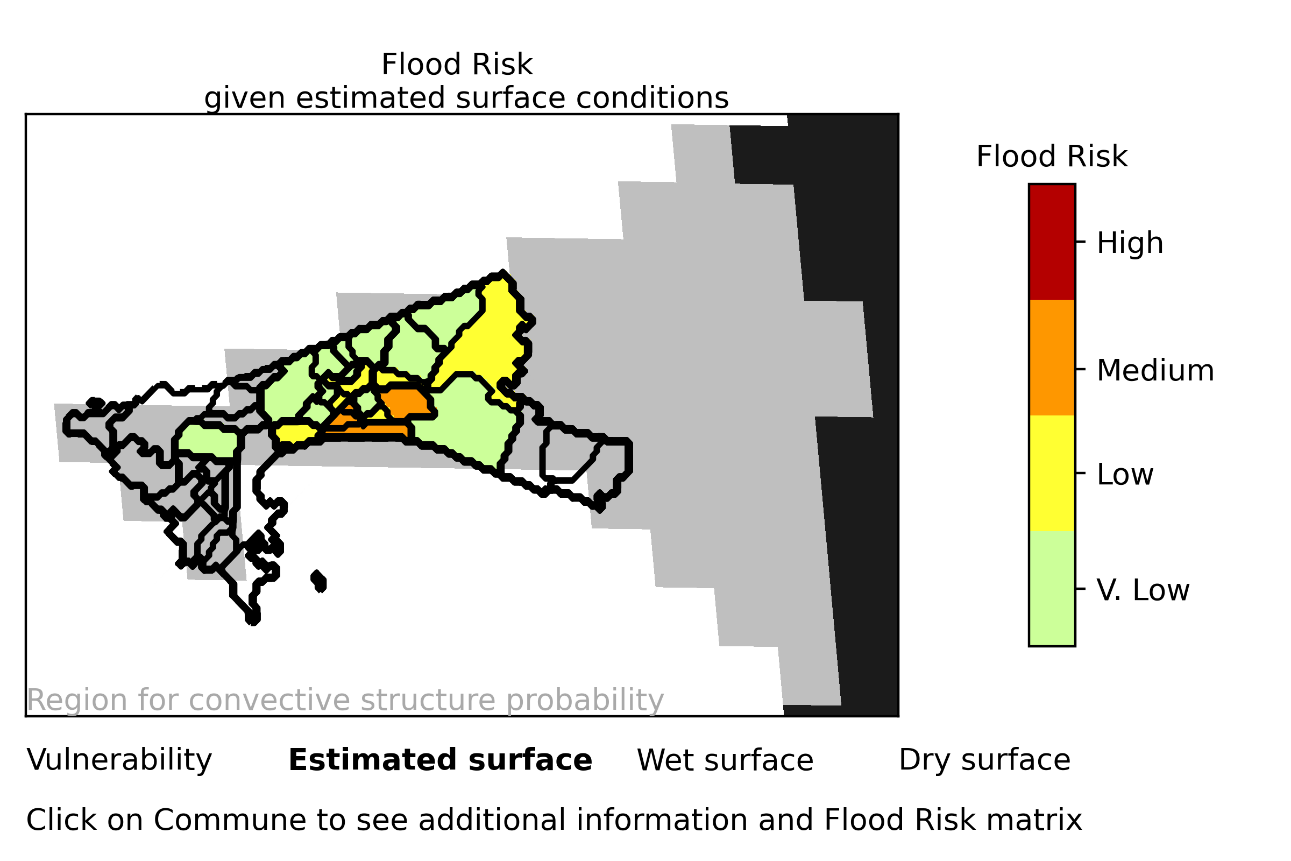 Flood Risk
given estimated surface conditions
Flood Risk
High
Medium
Low
V. Low
Region for convective structure probability
Vulnerability Estimated surface Wet surface Dry surface
Click on Commune to see additional information and Flood Risk matrix